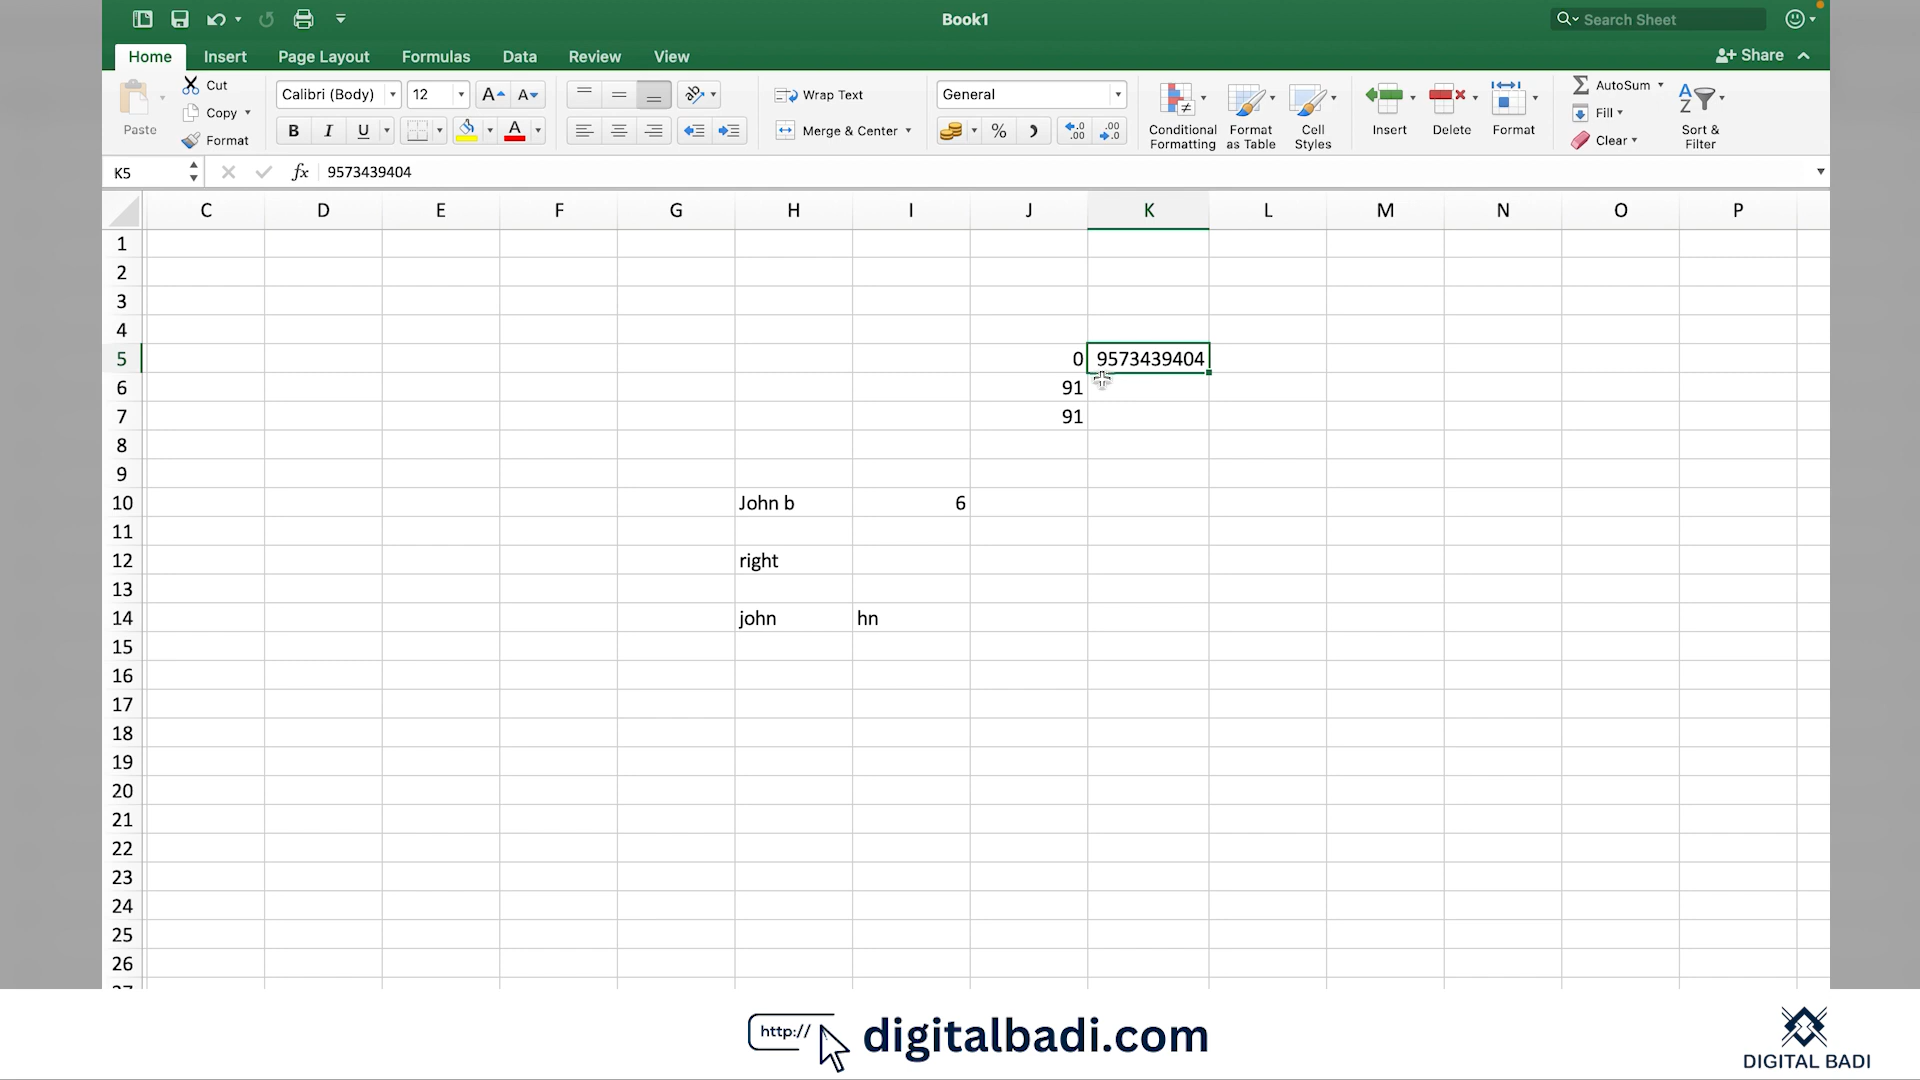 Book1
Search Sheet
Home Insert Page Layout Formulas Data Review View
Share
Paste
Cut
Copy
Format
Calibri (Body) 12
A A
B I U A
Wrap Text
Merge & Center
General
%
Conditional Formatting
Format as Table
Cell Styles
Insert
Delete
Format
AutoSum
Fill
Clear
Sort & Filter
K5 fx 9573439404
C D E F G H I J K L M N O P
1
2
3
4
5 0 9573439404
6 91
7 91
8
9
10 John b 6
11
12 right
13
14 john hn
15
16
17
18
19
20
21
22
23
24
25
26
27
http:// digitalbadi.com
DIGITAL BADI